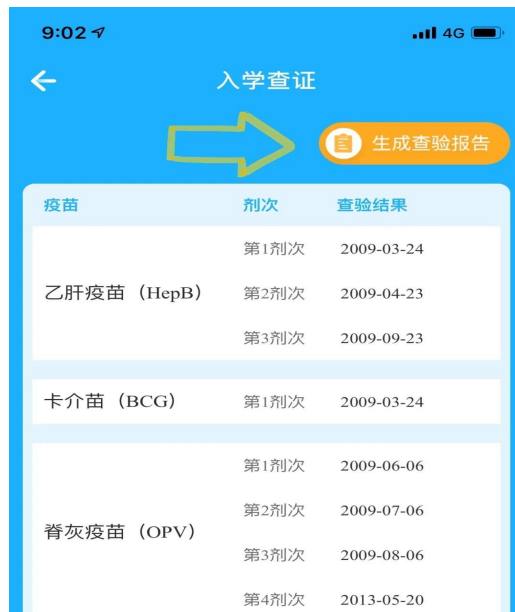 9:02 4G
入学查证
生成查验报告
疫苗 剂次 查验结果
第1剂次 2009-03-24
乙肝疫苗（HepB） 第2剂次 2009-04-23
第3剂次 2009-09-23
卡介苗（BCG） 第1剂次 2009-03-24
第1剂次 2009-06-06
第2剂次 2009-07-06
脊灰疫苗（OPV）
第3剂次 2009-08-06
第4剂次 2013-05-20